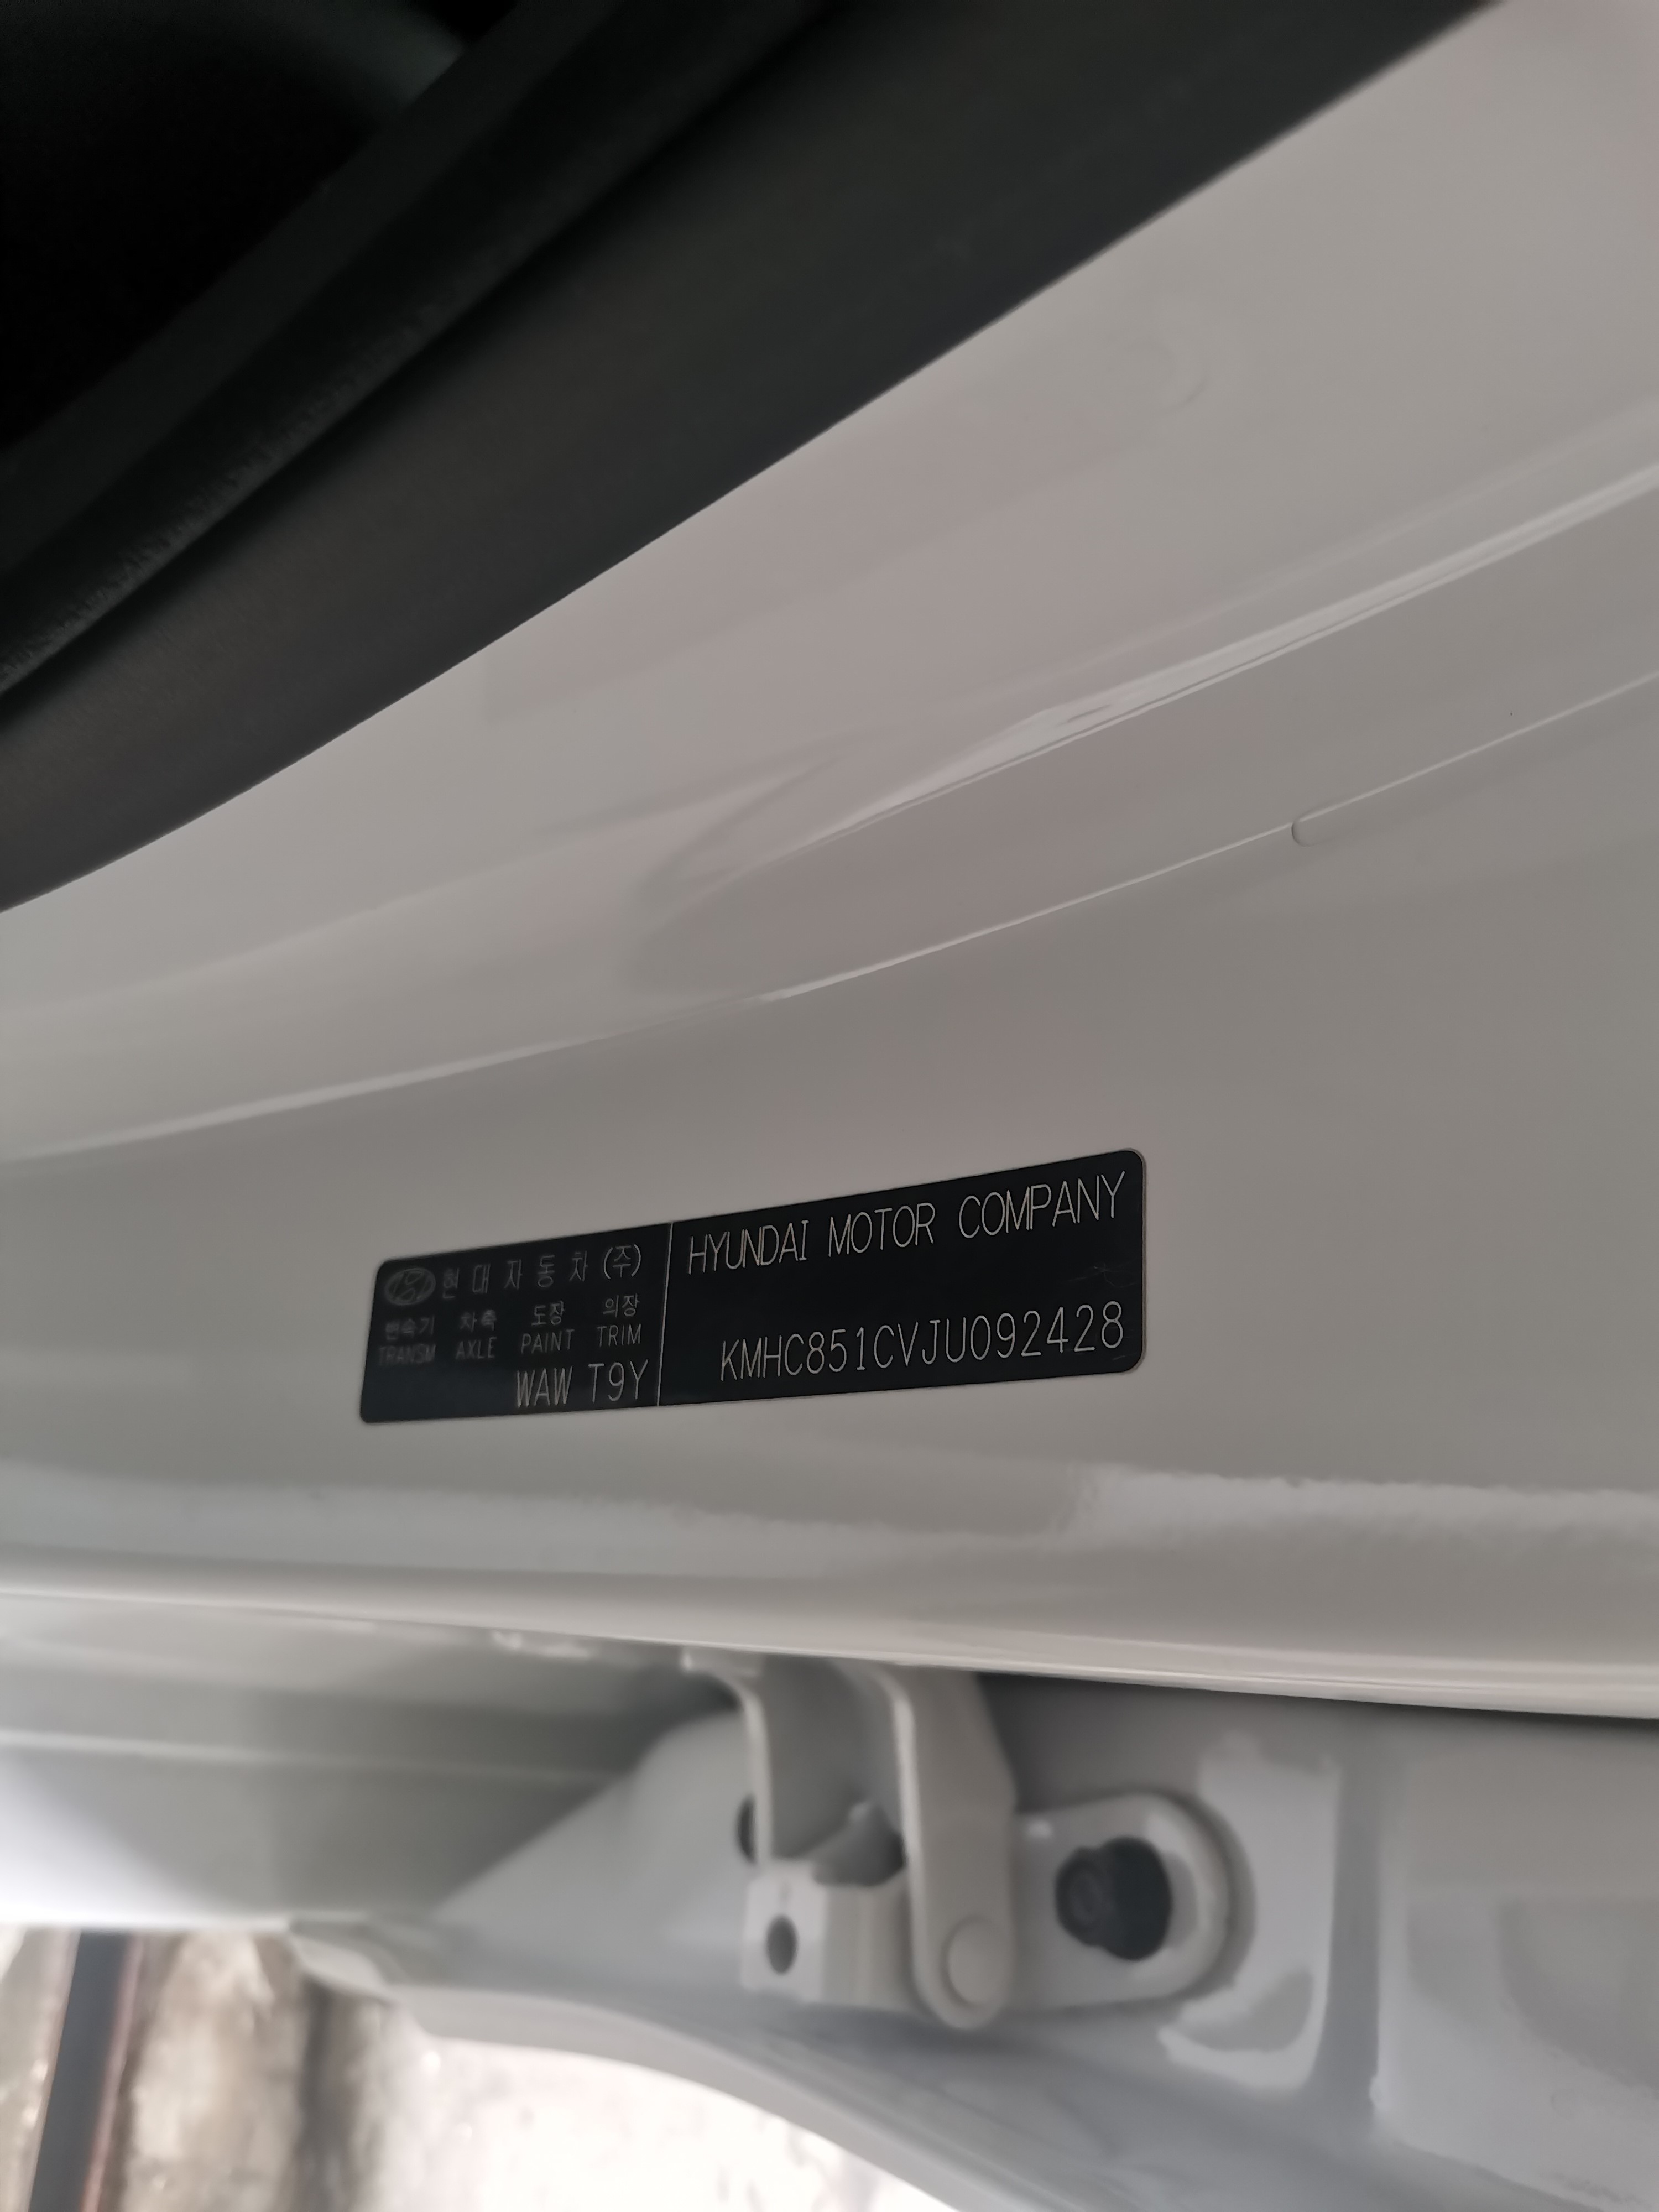 현대자동차(주)
변속기 차축 도장 의장
TRANSM AXLE PAINT TRIM
WAW T9Y
HYUNDAI MOTOR COMPANY
KMHC851CVJU092428